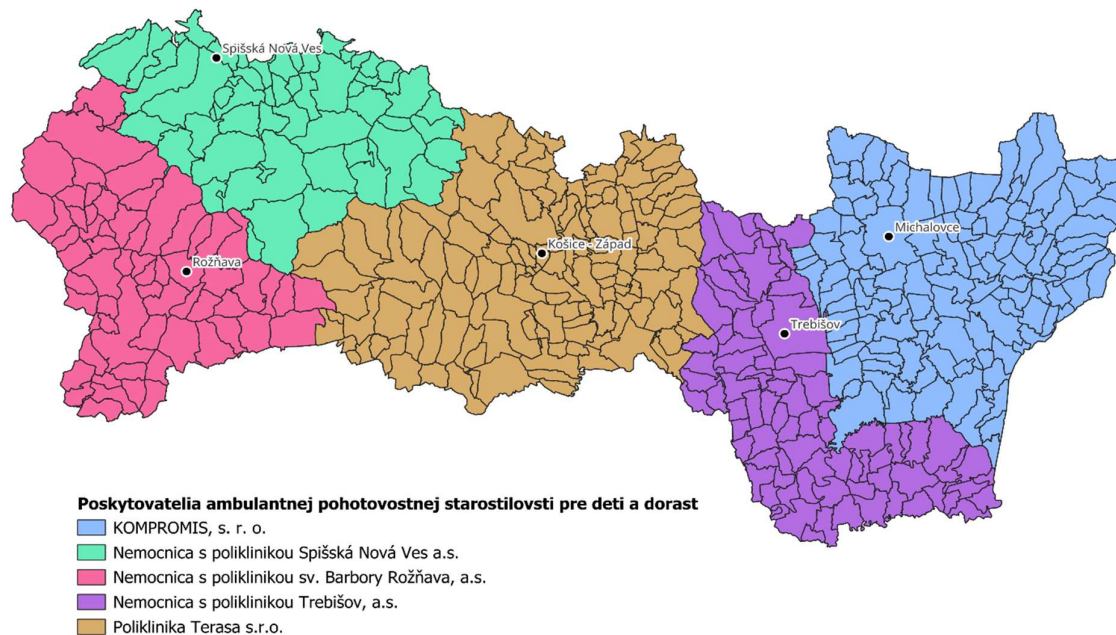 Spišská Nová Ves
Michalovce
Košice - Západ
Rožňava
Trebišov
Poskytovatelia ambulantnej pohotovostnej starostilovsti pre deti a dorast
KOMPROMIS, s. r. o.
Nemocnica s poliklinikou Spišská Nová Ves a.s.
Nemocnica s poliklinikou sv. Barbory Rožňava, a.s.
Nemocnica s poliklinikou Trebišov, a.s.
Poliklinika Terasa s.r.o.